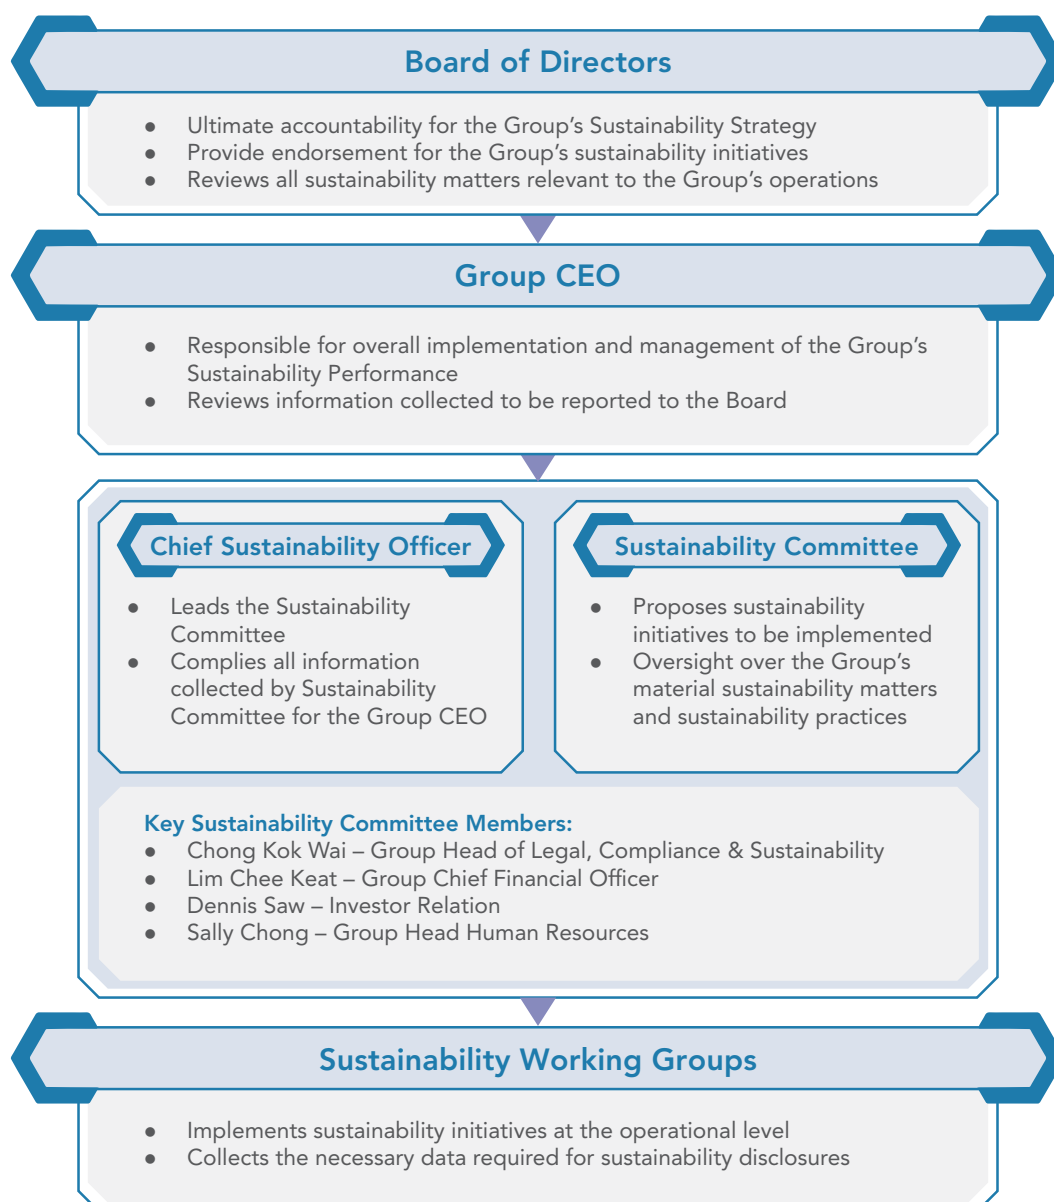 Board of Directors
● Ultimate accountability for the Group's Sustainability Strategy
● Provide endorsement for the Group's sustainability initiatives
● Reviews all sustainability matters relevant to the Group's operations
Group CEO
● Responsible for overall implementation and management of the Group's
Sustainability Performance
● Reviews information collected to be reported to the Board
Chief Sustainability Officer
● Leads the Sustainability
Committee
● Complies all information
collected by Sustainability
Committee for the Group CEO
Sustainability Committee
● Proposes sustainability
initiatives to be implemented
● Oversight over the Group's
material sustainability matters
and sustainability practices
Key Sustainability Committee Members:
● Chong Kok Wai – Group Head of Legal, Compliance & Sustainability
● Lim Chee Keat – Group Chief Financial Officer
● Dennis Saw – Investor Relation
● Sally Chong – Group Head Human Resources
Sustainability Working Groups
● Implements sustainability initiatives at the operational level
● Collects the necessary data required for sustainability disclosures